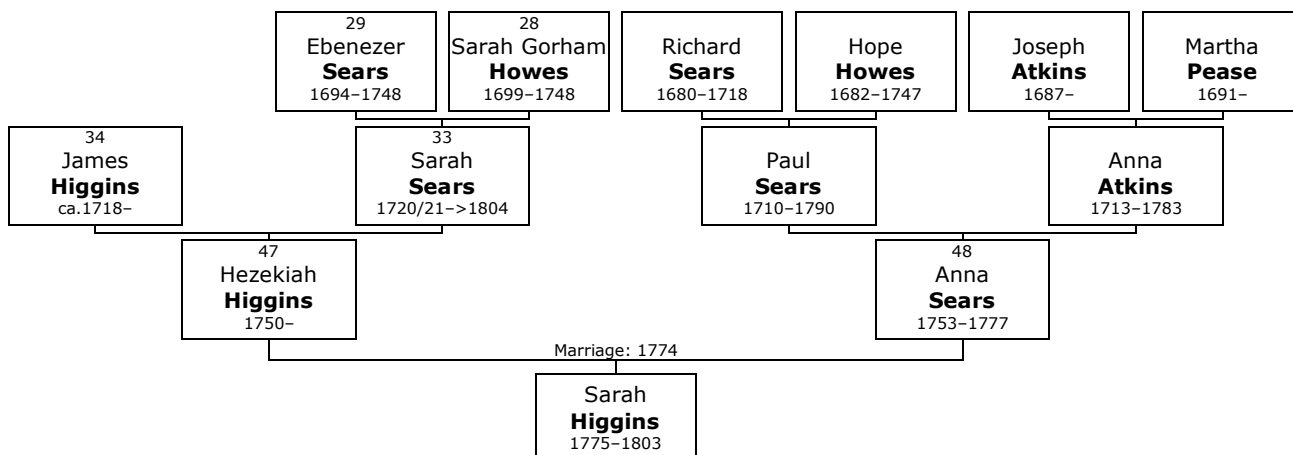 29
Ebenezer
Sears
1694–1748
28
Sarah Gorham
Howes
1699–1748
Richard
Sears
1680–1718
Hope
Howes
1682–1747
Joseph
Atkins
1687–
Martha
Pease
1691–
34
James
Higgins
ca.1718–
33
Sarah
Sears
1720/21–>1804
Paul
Sears
1710–1790
Anna
Atkins
1713–1783
47
Hezekiah
Higgins
1750–
48
Anna
Sears
1753–1777
Marriage: 1774
Sarah
Higgins
1775–1803